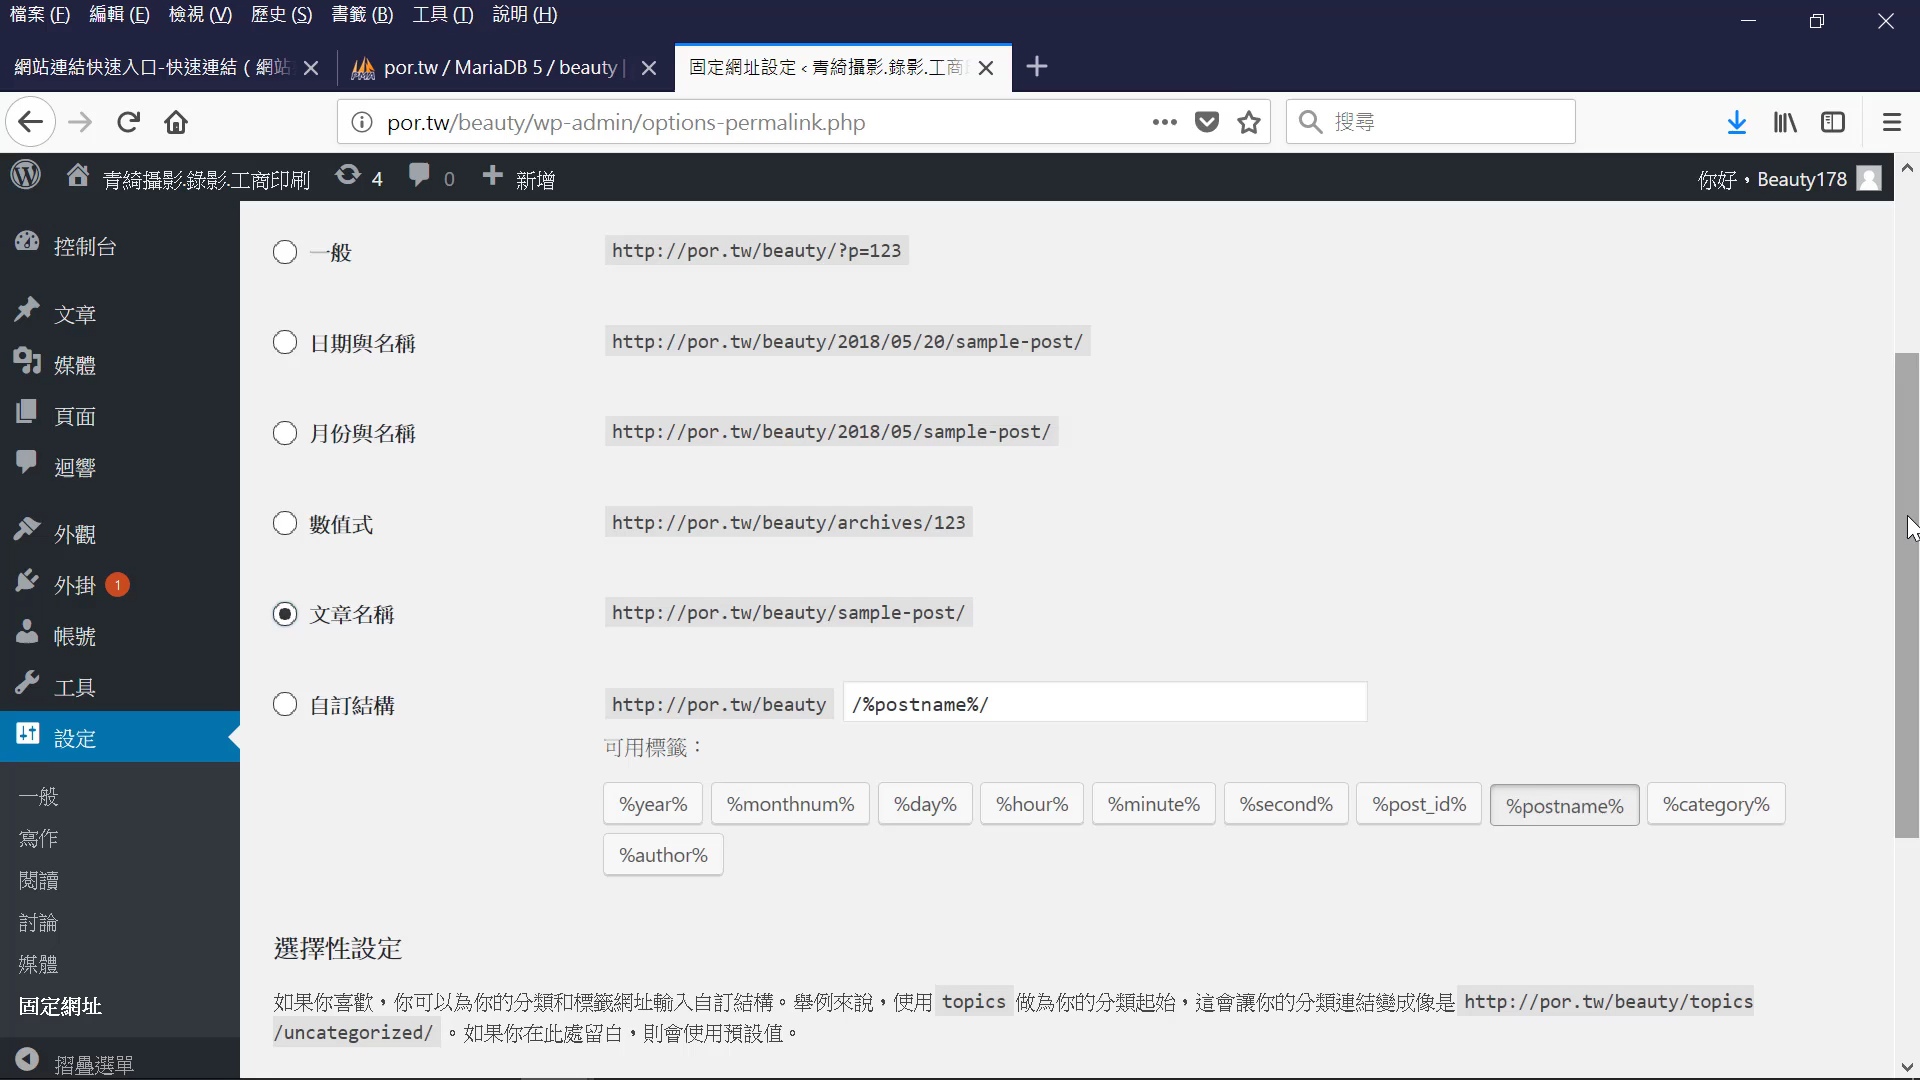 檔案 (F) 編輯 (E) 檢視 (V) 歷史 (S) 書籤 (B) 工具 (T) 說明 (H)
網站連結快速入口-快速連結 ( 網站
por.tw / MariaDB 5 / beauty |
固定網址設定 ‹ 青綺攝影.錄影.工商
por.tw/beauty/wp-admin/options-permalink.php
搜尋
青綺攝影.錄影.工商印刷 4 0 新增
你好，Beauty178
控制台
文章
媒體
頁面
迴響
外觀
外掛 1
帳號
工具
設定
一般
寫作
閱讀
討論
媒體
固定網址
摺疊選單
一般 http://por.tw/beauty/?p=123
日期與名稱 http://por.tw/beauty/2018/05/20/sample-post/
月份與名稱 http://por.tw/beauty/2018/05/sample-post/
數值式 http://por.tw/beauty/archives/123
文章名稱 http://por.tw/beauty/sample-post/
自訂結構 http://por.tw/beauty /%postname%/
可用標籤：
%year% %monthnum% %day% %hour% %minute% %second% %post_id% %postname% %category%
%author%
選擇性設定
如果你喜歡，你可以為你的分類和標籤網址輸入自訂結構。舉例來說，使用 topics 做為你的分類起始，這會讓你的分類連結變成像是 http://por.tw/beauty/topics
/uncategorized/ 。如果你在此處留白，則會使用預設值。